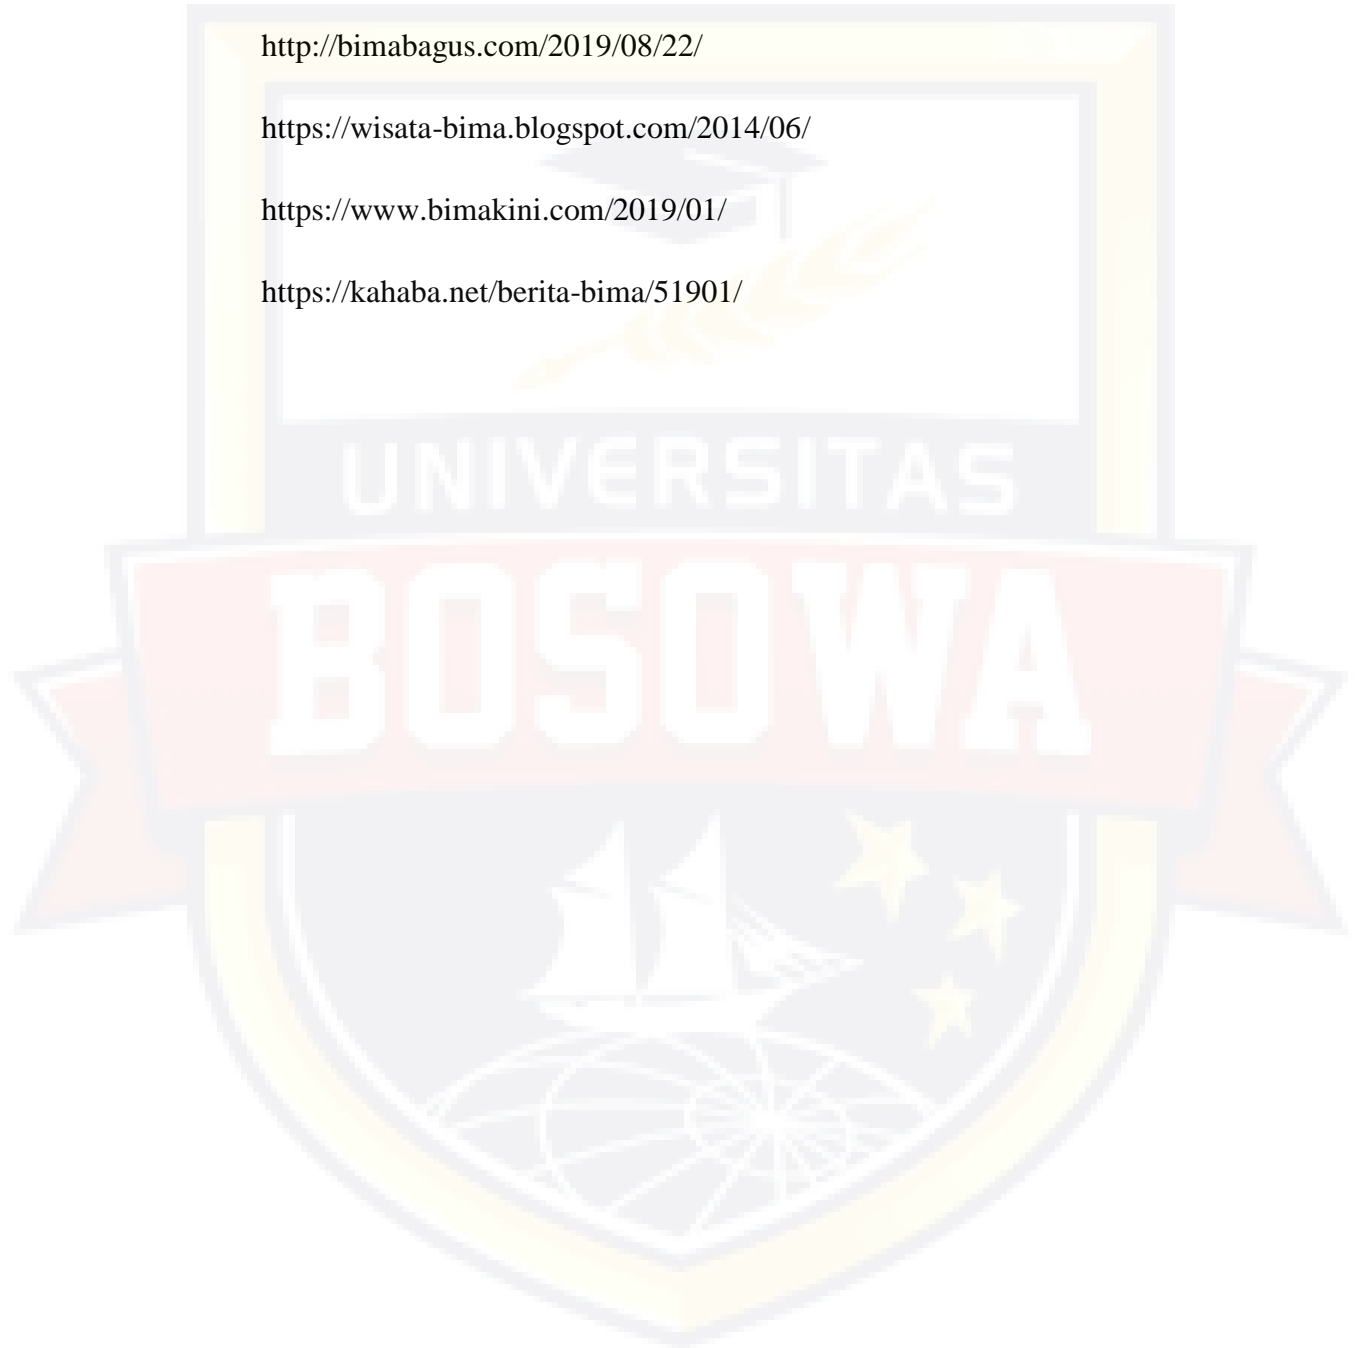 http://bimabagus.com/2019/08/22/
https://wisata-bima.blogspot.com/2014/06/
https://www.bimakini.com/2019/01/
https://kahaba.net/berita-bima/51901/
UNIVERSITAS
BOSOWA